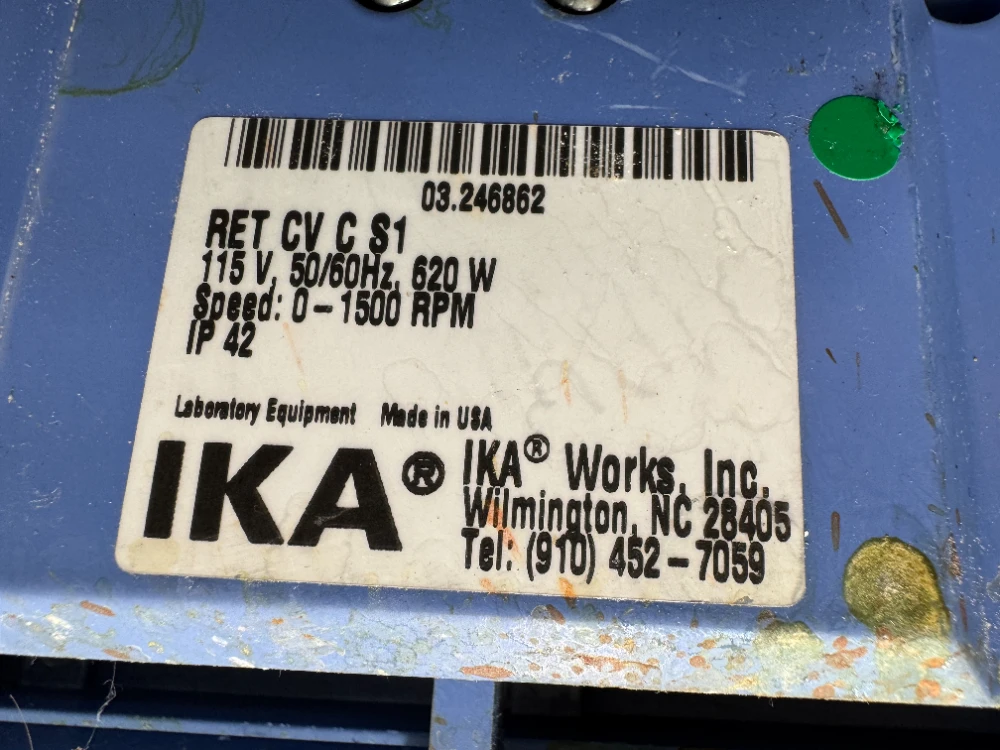 03.246862
RET CV C S1
115 V, 50/60Hz, 620 W
Speed: 0-1500 RPM
IP 42
Laboratory Equipment Made in USA
IKA®
IKA® Works, Inc.
Wilmington, NC 28405
Tel: (910) 452-7059